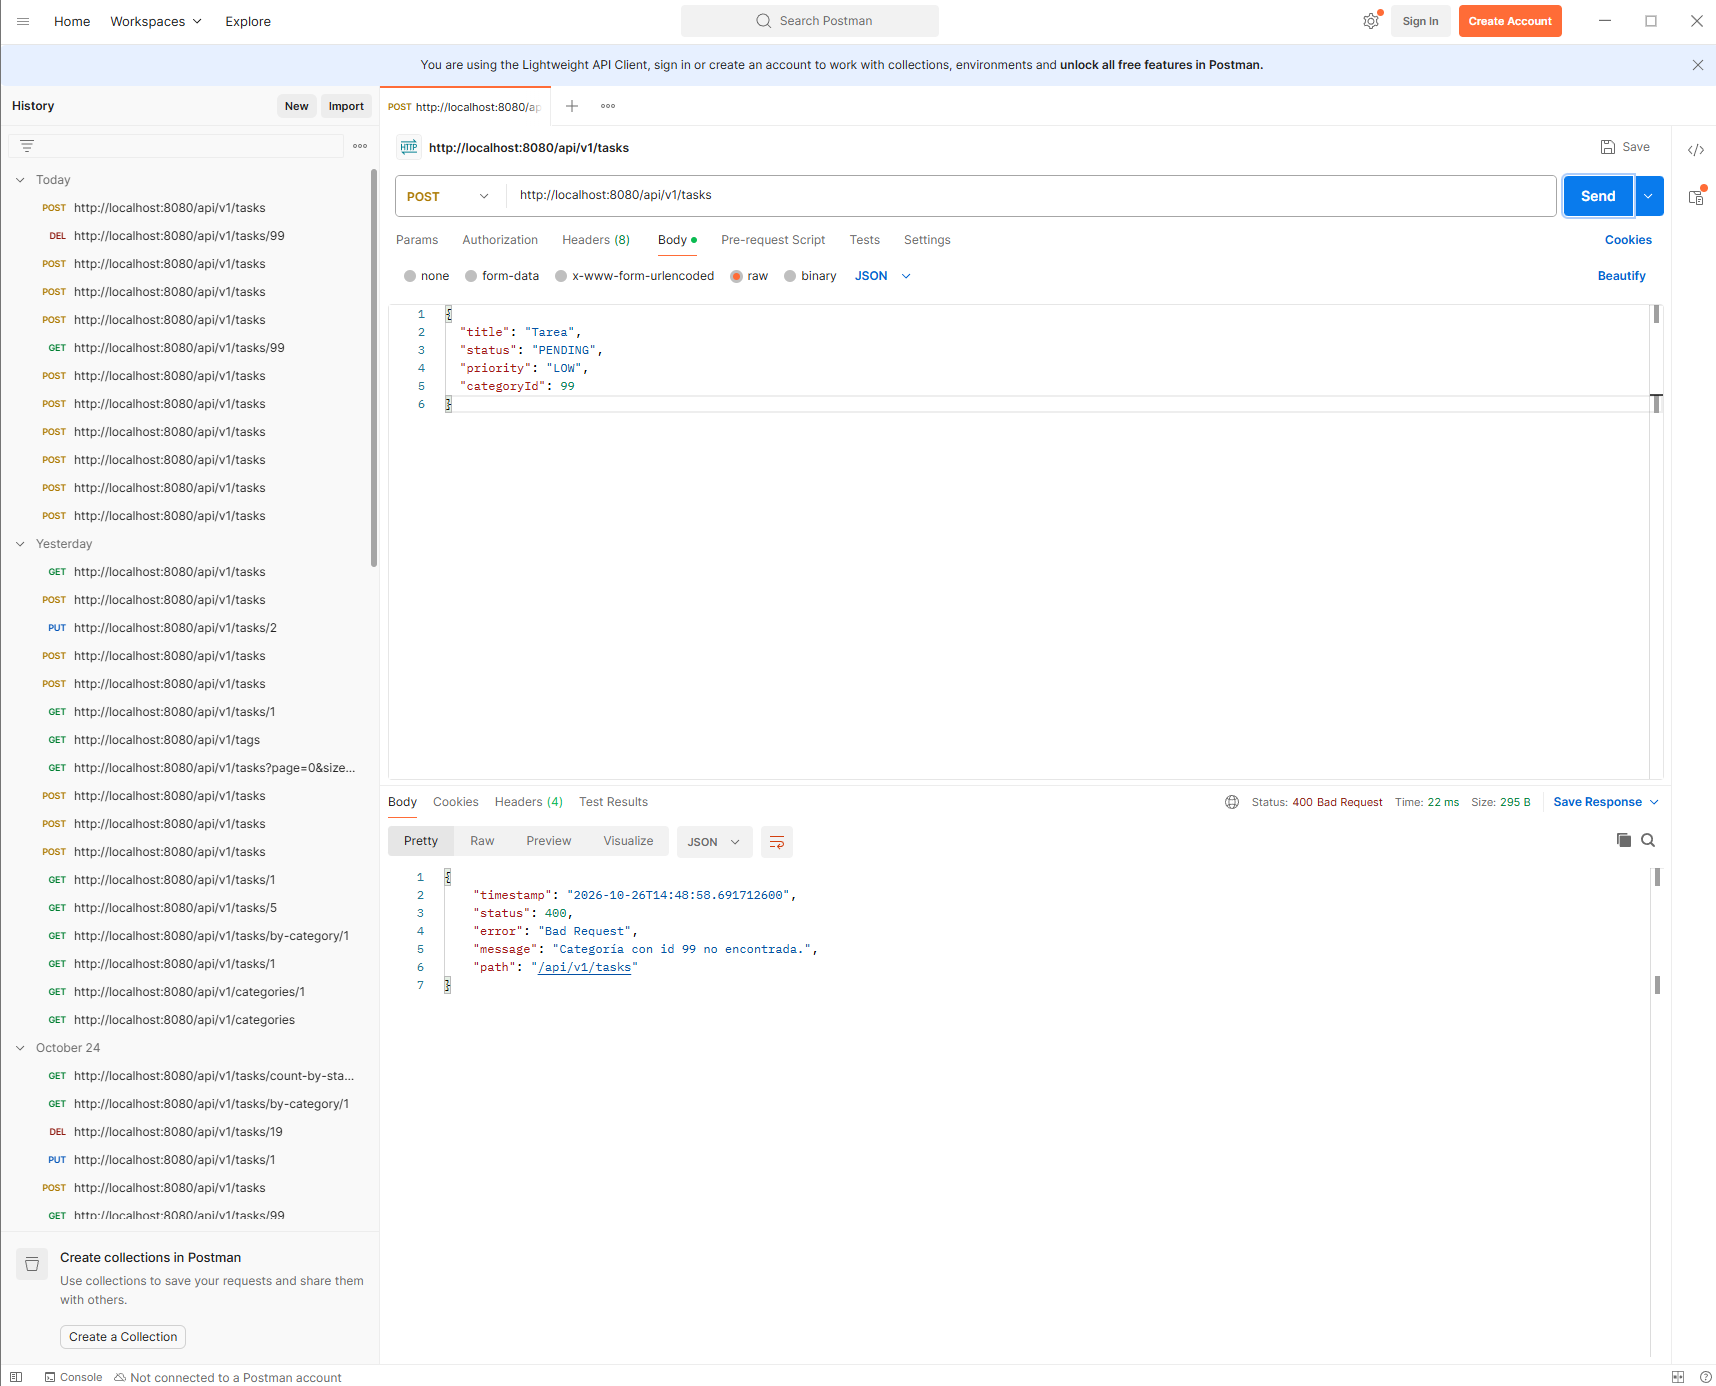 Home Workspaces Explore
Search Postman
Sign In Create Account
You are using the Lightweight API Client, sign in or create an account to work with collections, environments and unlock all free features in Postman.
History New Import
Today
POST http://localhost:8080/api/v1/tasks
DEL http://localhost:8080/api/v1/tasks/99
POST http://localhost:8080/api/v1/tasks
POST http://localhost:8080/api/v1/tasks
POST http://localhost:8080/api/v1/tasks
GET http://localhost:8080/api/v1/tasks/99
POST http://localhost:8080/api/v1/tasks
POST http://localhost:8080/api/v1/tasks
POST http://localhost:8080/api/v1/tasks
POST http://localhost:8080/api/v1/tasks
POST http://localhost:8080/api/v1/tasks
POST http://localhost:8080/api/v1/tasks
Yesterday
GET http://localhost:8080/api/v1/tasks
POST http://localhost:8080/api/v1/tasks
PUT http://localhost:8080/api/v1/tasks/2
POST http://localhost:8080/api/v1/tasks
POST http://localhost:8080/api/v1/tasks
GET http://localhost:8080/api/v1/tasks/1
GET http://localhost:8080/api/v1/tags
GET http://localhost:8080/api/v1/tasks?page=0&size...
POST http://localhost:8080/api/v1/tasks
POST http://localhost:8080/api/v1/tasks
POST http://localhost:8080/api/v1/tasks
GET http://localhost:8080/api/v1/tasks/1
GET http://localhost:8080/api/v1/tasks/5
GET http://localhost:8080/api/v1/tasks/by-category/1
GET http://localhost:8080/api/v1/tasks/1
GET http://localhost:8080/api/v1/categories/1
GET http://localhost:8080/api/v1/categories
October 24
GET http://localhost:8080/api/v1/tasks/count-by-sta...
GET http://localhost:8080/api/v1/tasks/by-category/1
DEL http://localhost:8080/api/v1/tasks/19
PUT http://localhost:8080/api/v1/tasks/1
POST http://localhost:8080/api/v1/tasks
GET http://localhost:8080/api/v1/tasks/99
Create collections in Postman
Use collections to save your requests and share them
with others.
Create a Collection
POST http://localhost:8080/ap
HTTP http://localhost:8080/api/v1/tasks
Save
POST http://localhost:8080/api/v1/tasks
Send
Params Authorization Headers (8) Body Pre-request Script Tests Settings
Cookies
none form-data x-www-form-urlencoded raw binary JSON
Beautify
1 {
2 "title": "Tarea",
3 "status": "PENDING",
4 "priority": "LOW",
5 "categoryId": 99
6 }
Body Cookies Headers (4) Test Results
Status: 400 Bad Request Time: 22 ms Size: 295 B Save Response
Pretty Raw Preview Visualize JSON
1 {
2 "timestamp": "2026-10-26T14:48:58.691712600",
3 "status": 400,
4 "error": "Bad Request",
5 "message": "Categoría con id 99 no encontrada.",
6 "path": "/api/v1/tasks"
7 }
Console Not connected to a Postman account